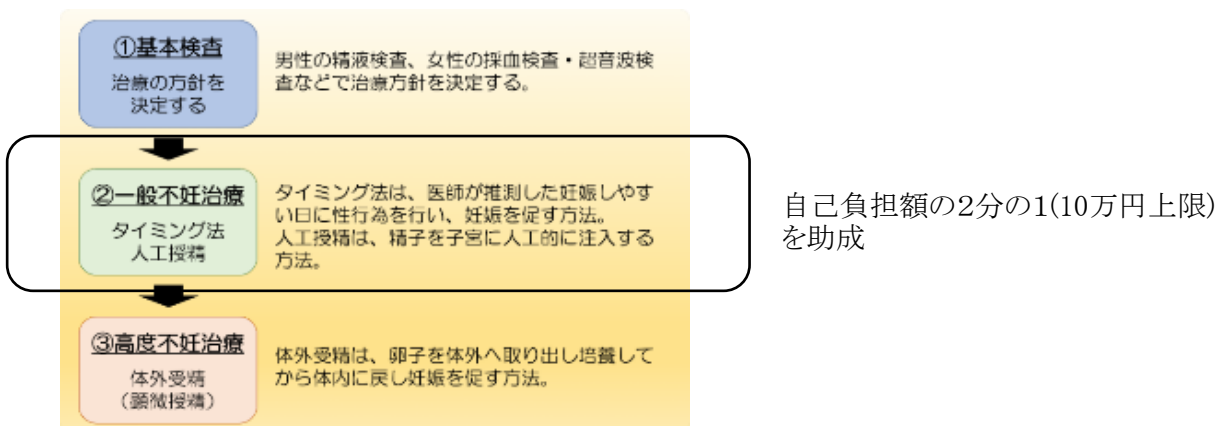 ①基本検査
治療の方針を
決定する
男性の精液検査、女性の採血検査・超音波検
査などで治療方針を決定する。
②一般不妊治療
タイミング法
人工授精
タイミング法は、医師が推測した妊娠しやす
い日に性行為を行い、妊娠を促す方法。
人工授精は、精子を子宮に人工的に注入する
方法。
自己負担額の2分の1(10万円上限)
を助成
③高度不妊治療
体外受精
(顕微授精)
体外受精は、卵子を体外へ取り出し培養して
から体内に戻し妊娠を促す方法。